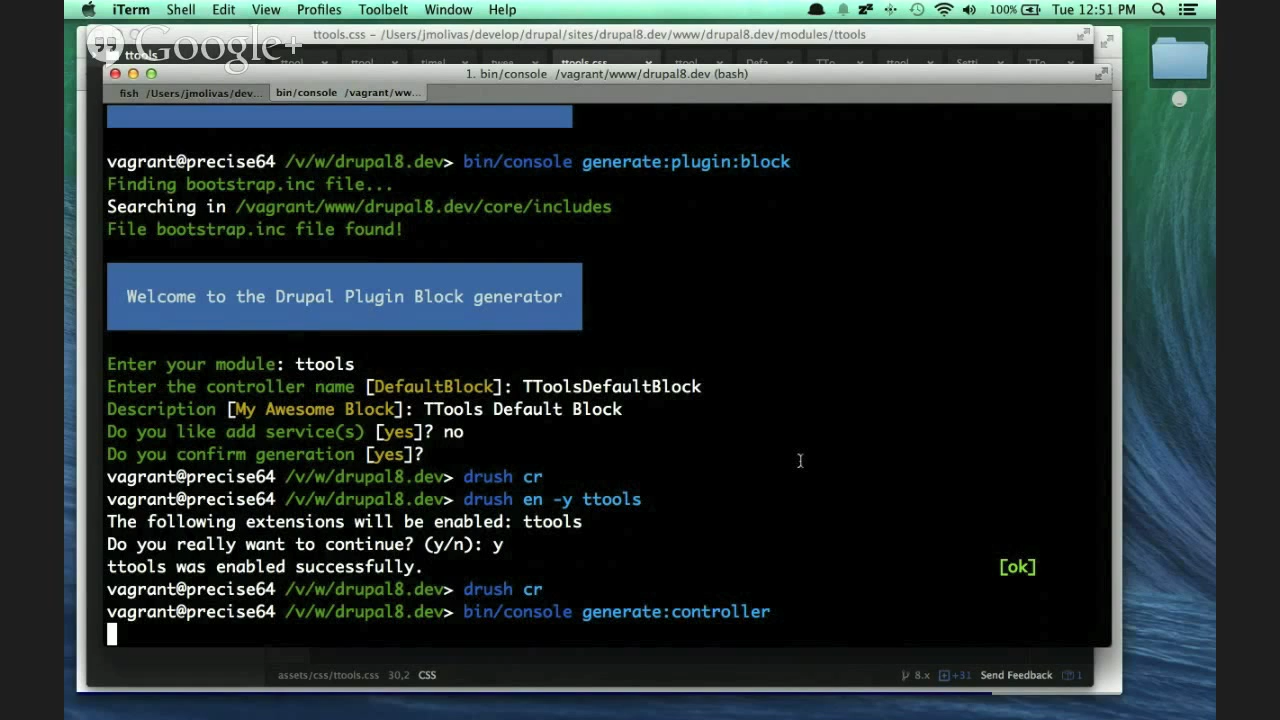 iTerm Shell Edit View Profiles Toolbelt Window Help 100% Tue 12:51 PM
Google+
ttools.css – /Users/jmolivas/develop/drupal/sites/drupal8.dev/www/drupal8.dev/modules/ttools
ttools
1. bin/console /vagrant/www/drupal8.dev (bash)
fish /Users/jmolivas/dev... bin/console /vagrant/ww...
vagrant@precise64 /v/w/drupal8.dev> bin/console generate:plugin:block
Finding bootstrap.inc file...
Searching in /vagrant/www/drupal8.dev/core/includes
File bootstrap.inc file found!
Welcome to the Drupal Plugin Block generator
Enter your module: ttools
Enter the controller name [DefaultBlock]: TToolsDefaultBlock
Description [My Awesome Block]: TTools Default Block
Do you like add service(s) [yes]? no
Do you confirm generation [yes]?
vagrant@precise64 /v/w/drupal8.dev> drush cr
vagrant@precise64 /v/w/drupal8.dev> drush en -y ttools
The following extensions will be enabled: ttools
Do you really want to continue? (y/n): y
ttools was enabled successfully. [ok]
vagrant@precise64 /v/w/drupal8.dev> drush cr
vagrant@precise64 /v/w/drupal8.dev> bin/console generate:controller
assets/css/ttools.css 30,2 CSS 8.x +31 Send Feedback 1